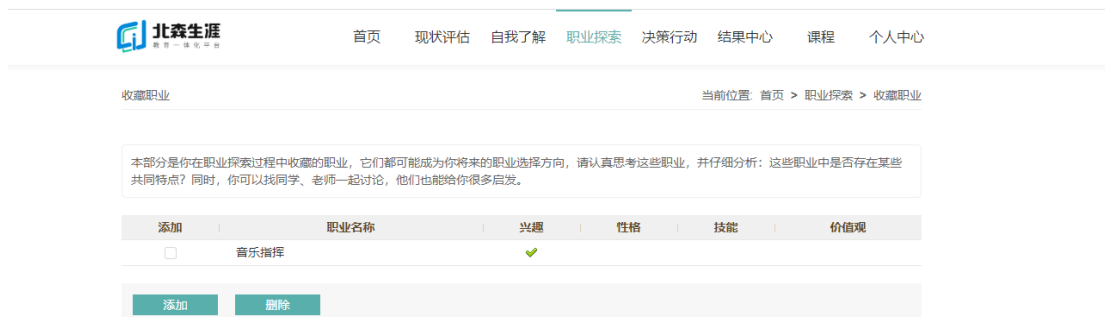 北森生涯
教育一体化平台
首页 现状评估 自我了解 职业探索 决策行动 结果中心 课程 个人中心
收藏职业 当前位置: 首页 > 职业探索 > 收藏职业
本部分是你在职业探索过程中收藏的职业，它们都可能成为你将来的职业选择方向，请认真思考这些职业，并仔细分析：这些职业中是否存在某些
共同特点？同时，你可以找同学、老师一起讨论，他们也能给你很多启发。
添加 职业名称 兴趣 性格 技能 价值观
音乐指挥
添加 删除